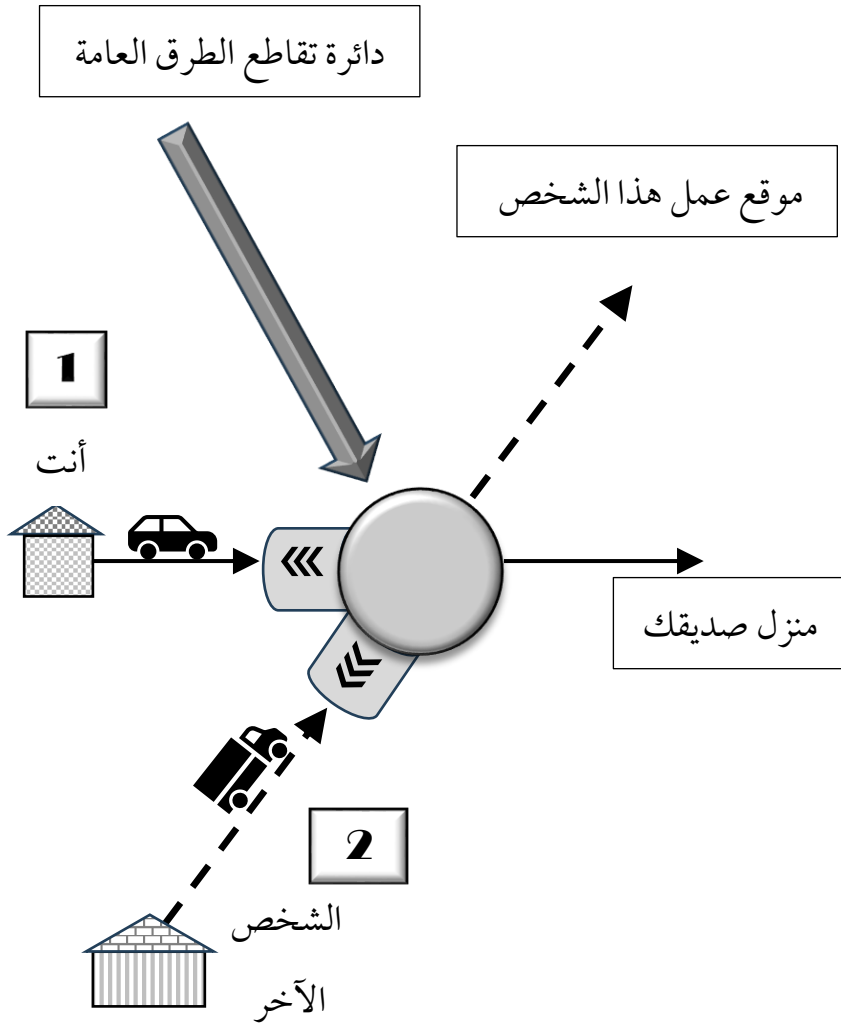 دائرة تقاطع الطرق العامة
موقع عمل هذا الشخص
1
أنت
منزل صديقك
2
الشخص
الآخر